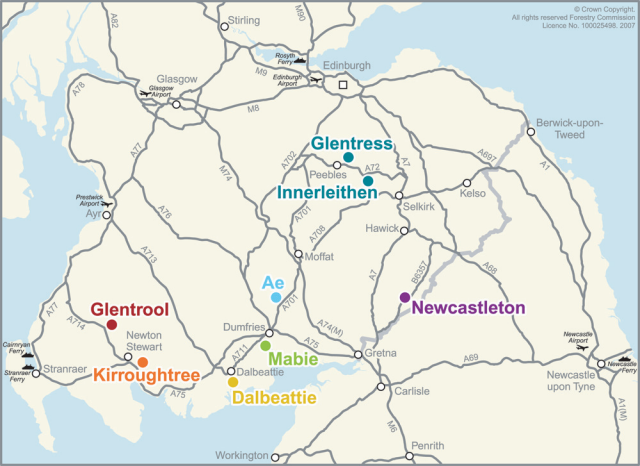 © Crown Copyright.
All rights reserved Forestry Commission
Licence No. 100025498. 2007
A82
Stirling
M90
Rosyth
Ferry
M9
Edinburgh
Edinburgh
Airport
Glasgow
Glasgow
Airport
A78
M8
Berwick-upon-
Tweed
A77
Glentress
A702
A7
A697
A1
Peebles
A72
M74
Innerleithen
Kelso
Selkirk
Prestwick
Airport
Ayr
A76
A701
A708
Hawick
A713
Moffat
A68
A7
B6357
Ae
A701
Newcastleton
A77
Glentrool
A714
Cairnryan
Ferry
Newton
Stewart
Dumfries
A74(M)
A75
Newcastle
Airport
Mabie
A711
Gretna
A69
Newcastle
Ferry
Stranraer
Ferry
Stranraer
Kirroughtree
Dalbeattie
Newcastle
upon Tyne
A75
Dalbeattie
Carlisle
A1(M)
M6
Penrith
Workington